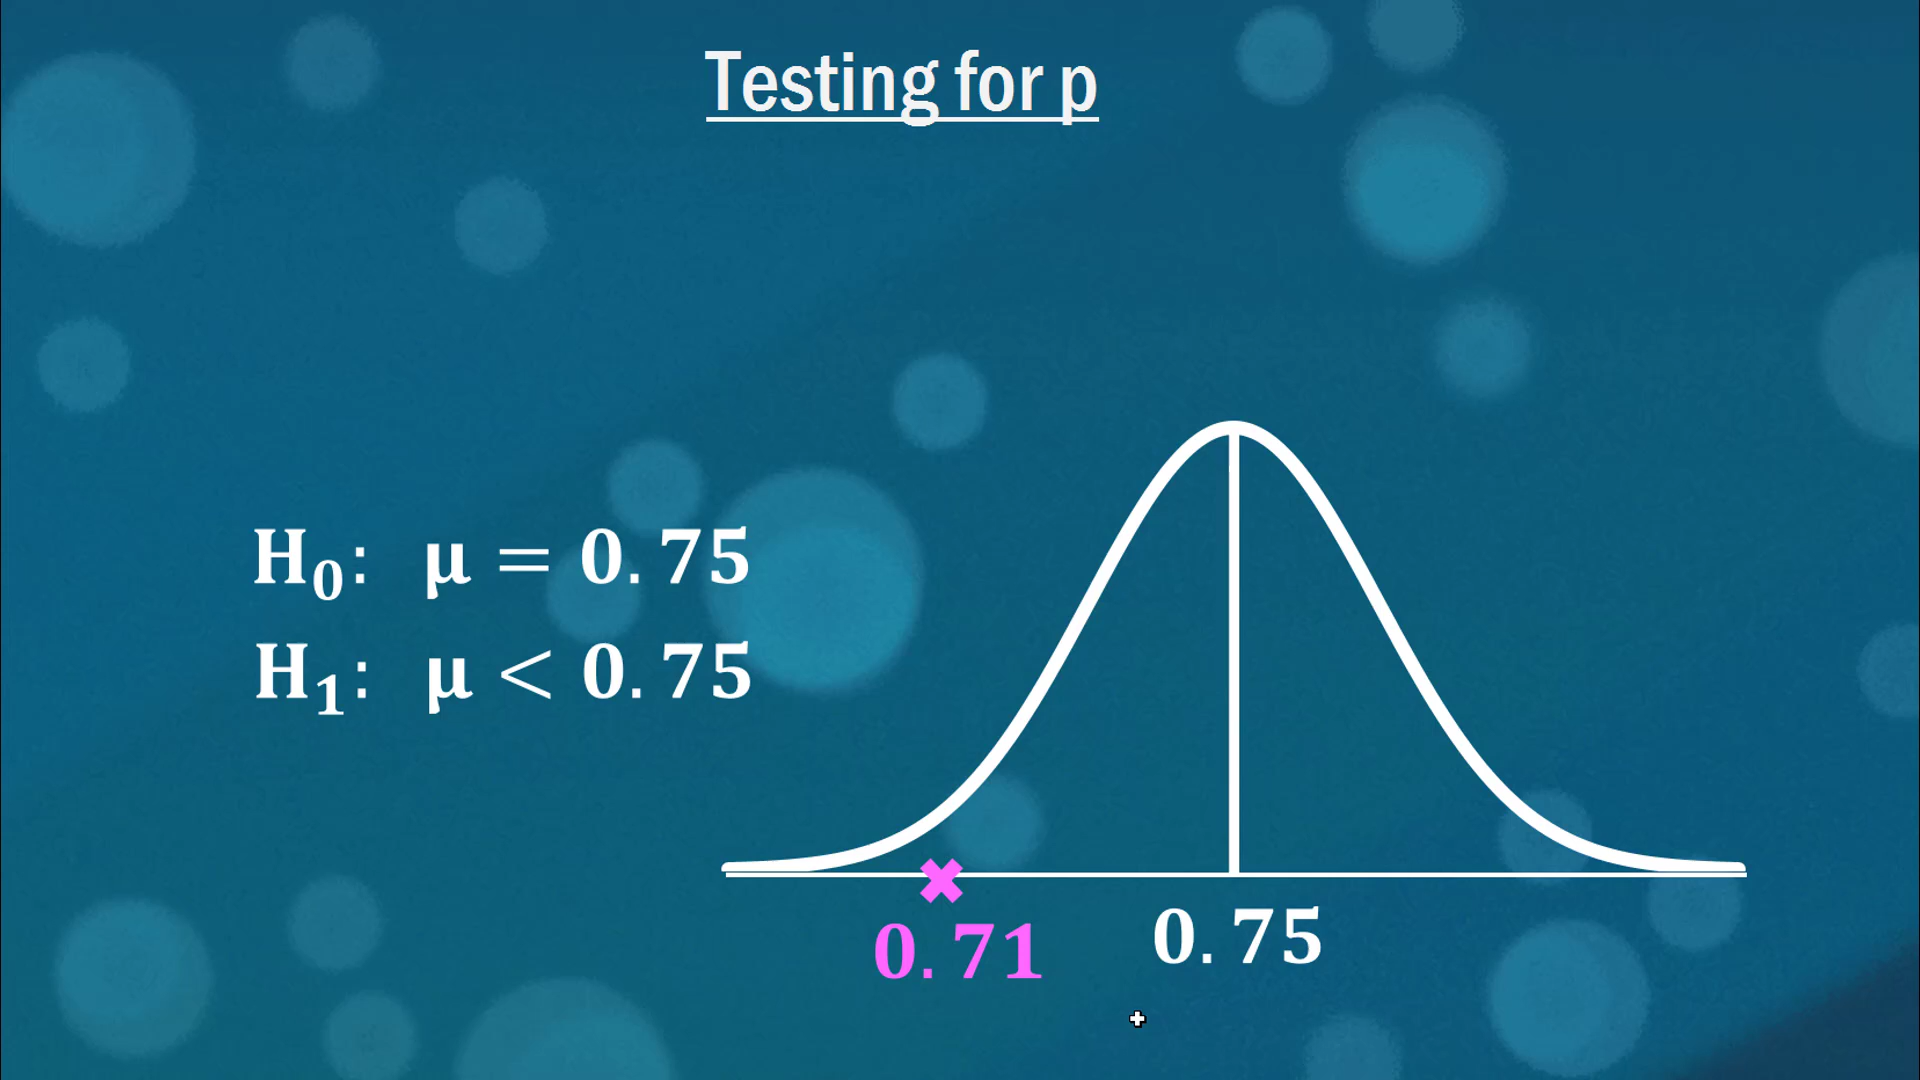 Testing for p
H₀: μ = 0.75
H₁: μ < 0.75
0.71
0.75